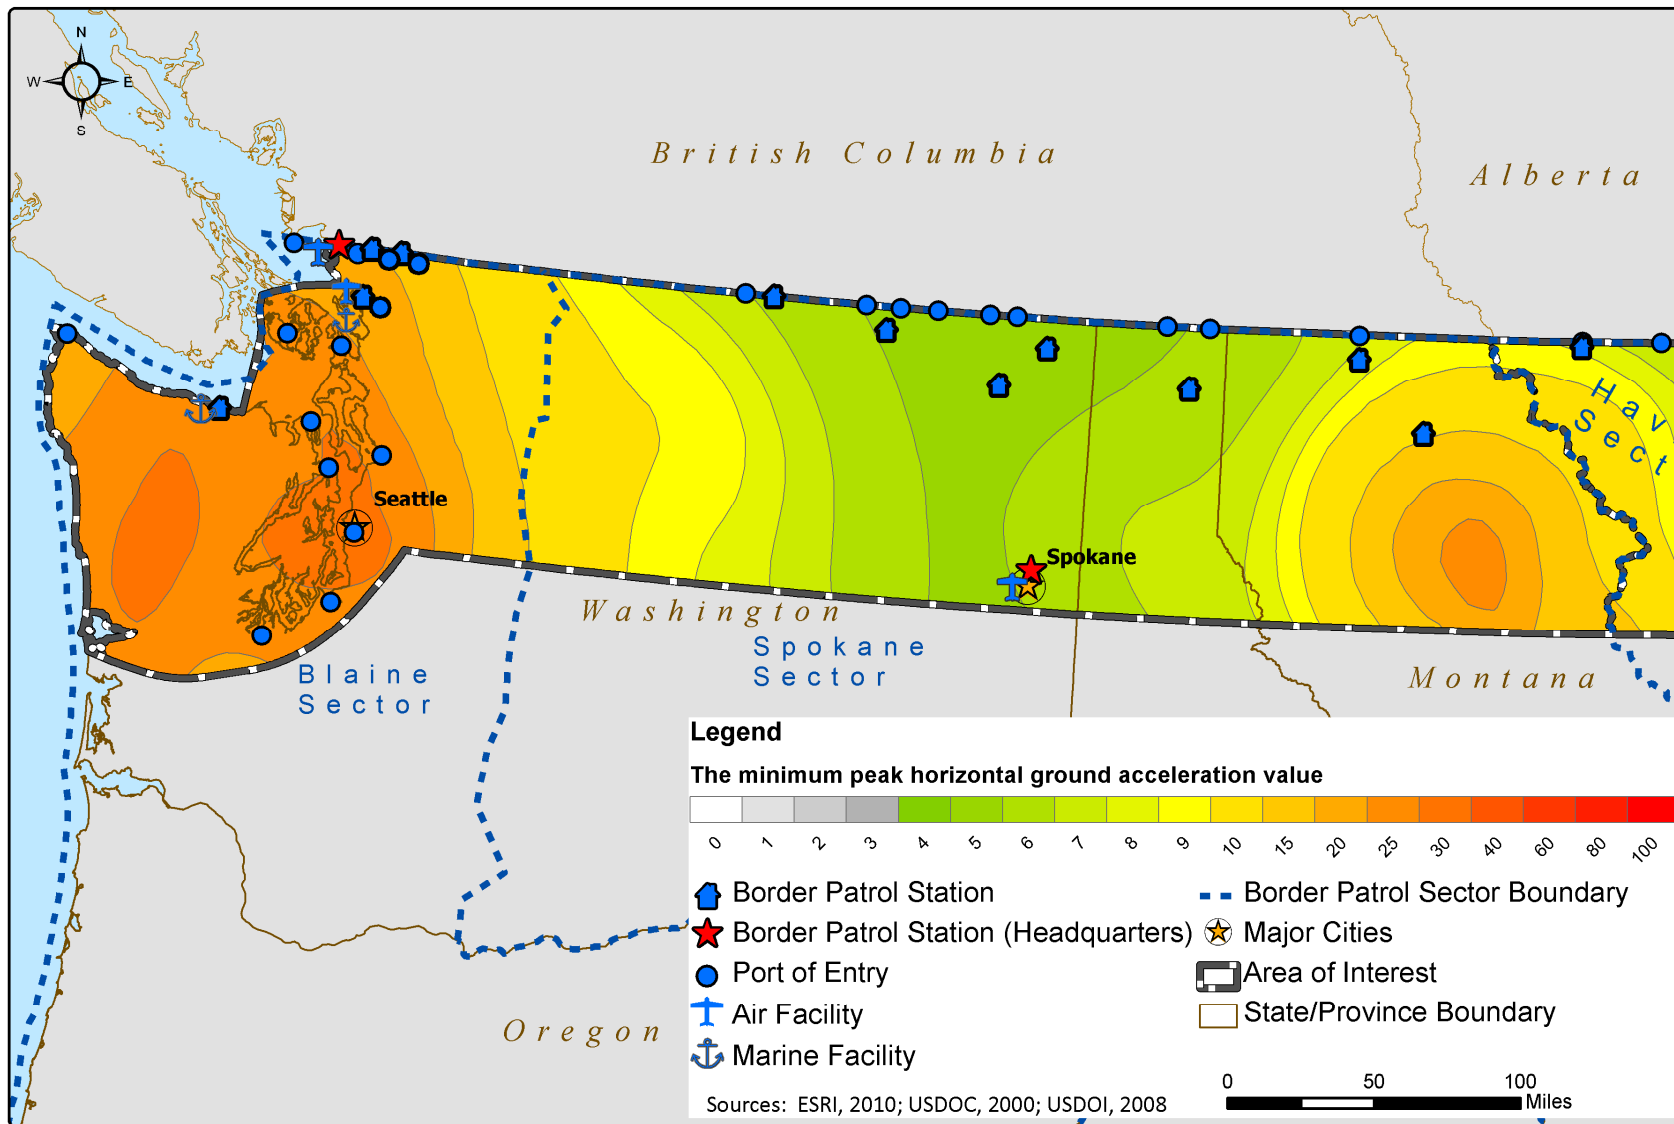 N
W E
S
British Columbia
Alberta
Hav
Sect
Seattle
Spokane
Washington
Spokane
Sector
Blaine
Sector
Montana
Oregon
Legend
The minimum peak horizontal ground acceleration value
0 1 2 3 4 5 6 7 8 9 10 15 20 25 30 40 60 80 100
Border Patrol Station
Border Patrol Station (Headquarters)
Port of Entry
Air Facility
Marine Facility
Border Patrol Sector Boundary
Major Cities
Area of Interest
State/Province Boundary
0 50 100
Miles
Sources: ESRI, 2010; USDOC, 2000; USDOI, 2008